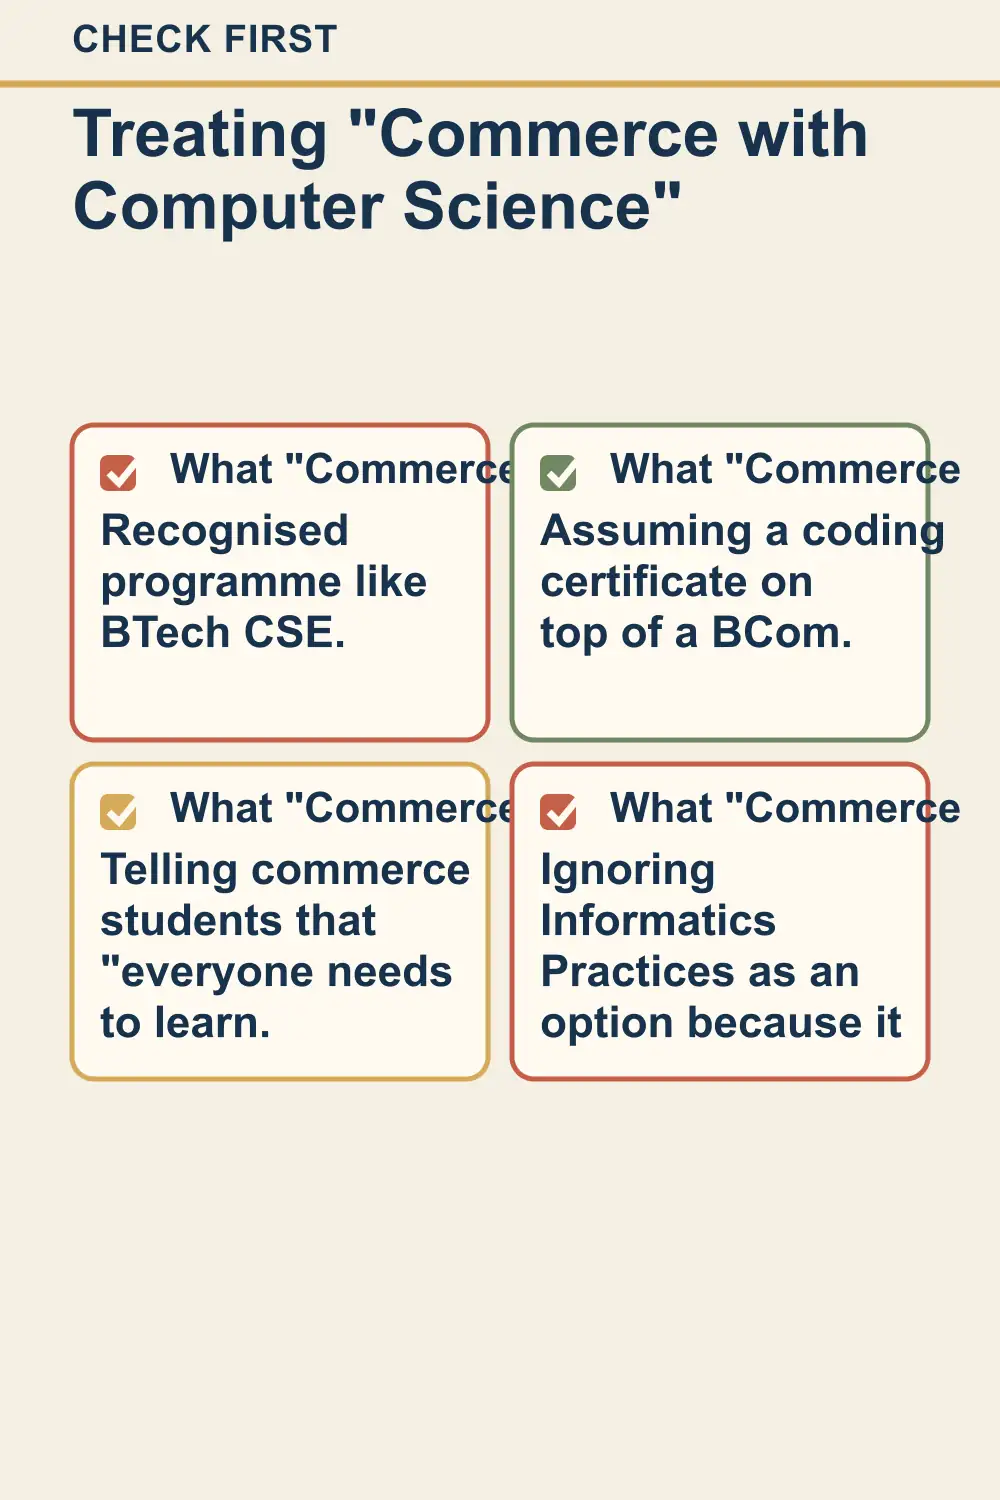 CHECK FIRST
Treating "Commerce with
Computer Science"
What "Commerce
Recognised
programme like
BTech CSE.
What "Commerce
Assuming a coding
certificate on
top of a BCom.
What "Commerce
Telling commerce
students that
"everyone needs
to learn.
What "Commerce
Ignoring
Informatics
Practices as an
option because it